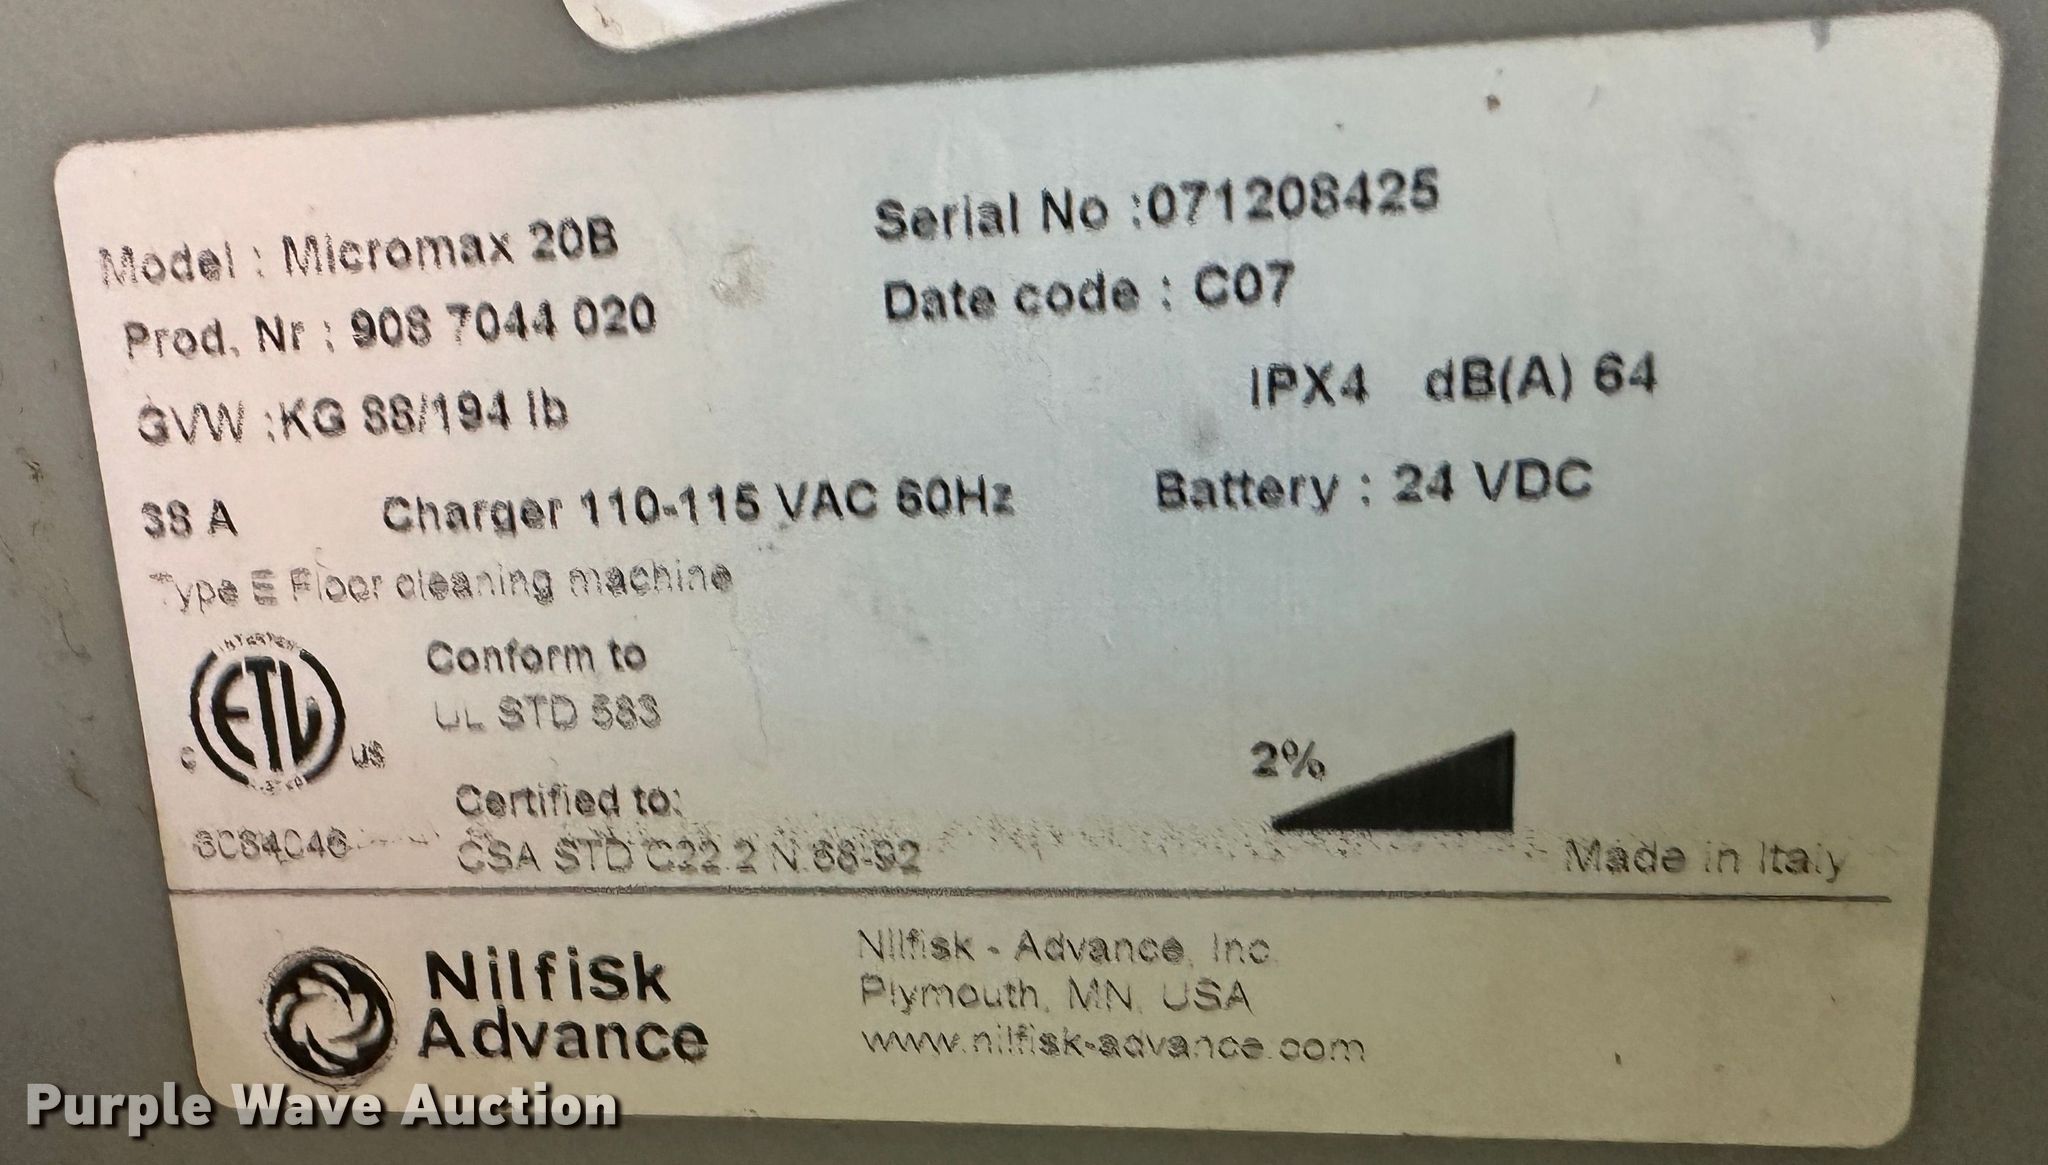 Model : Micromax 20B
Serial No :071208425
Prod. Nr : 908 7044 020
Date code : C07
GVW :KG 88/194 lb
IPX4 dB(A) 64
38 A Charger 110-115 VAC 60Hz Battery : 24 VDC
Type E Floor cleaning machine
ETL
C US
Conform to
UL STD 583
2%
Certified to:
CSA STD C22.2 N.68-92
Made in Italy
Nilfisk
Advance
Nilfisk - Advance, Inc.
Plymouth, MN, USA
www.nilfisk-advance.com
Purple Wave Auction